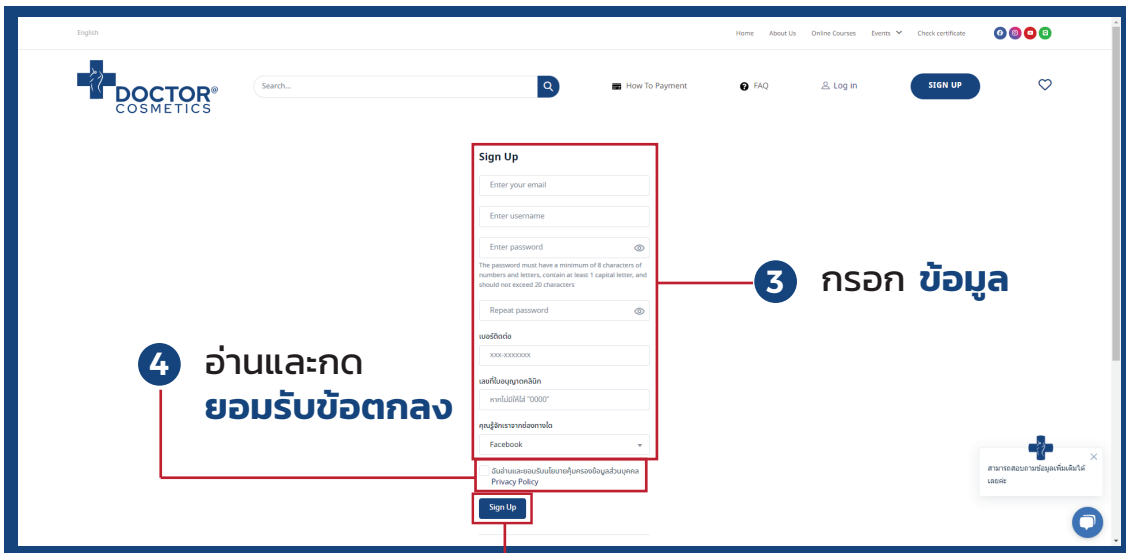 English
Home About Us Online Courses Events Check certificate
DOCTOR®
COSMETICS
Search...
How To Payment
FAQ
Log in
SIGN UP
Sign Up
Enter your email
Enter username
Enter password
The password must have a minimum of 8 characters of
numbers and letters, contain at least 1 capital letter, and
should not exceed 20 characters
Repeat password
เบอร์ติดต่อ
xxx-xxxxxxx
เลขที่ใบอนุญาตคลินิก
หากไม่มีให้ใส่ "0000"
คุณรู้จักเราจากช่องทางใด
Facebook
ฉันอ่านและยอมรับนโยบายคุ้มครองข้อมูลส่วนบุคคล
Privacy Policy
Sign Up
3 กรอก ข้อมูล
4 อ่านและกด
ยอมรับข้อตกลง
สามารถสอบถามข้อมูลเพิ่มเติมได้
เลยค่ะ